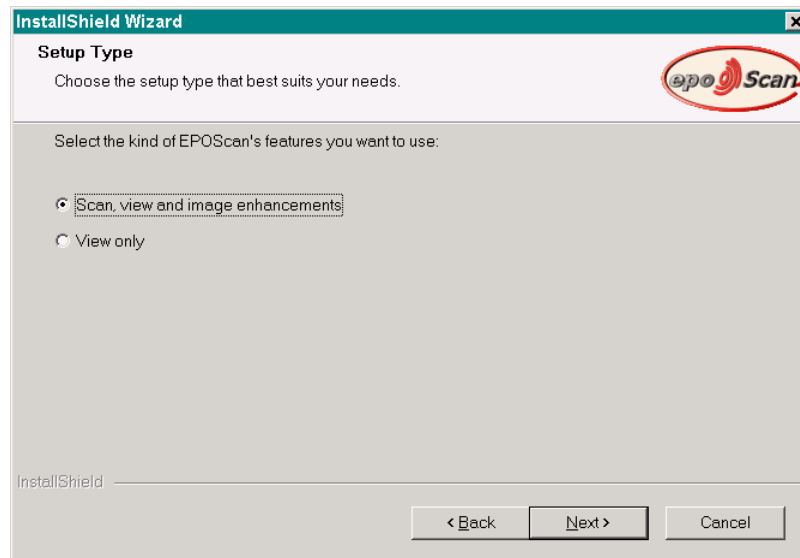 InstallShield Wizard
Setup Type
Choose the setup type that best suits your needs.
epo Scan
Select the kind of EPOScan's features you want to use:
Scan, view and image enhancements
View only
InstallShield
< Back Next > Cancel